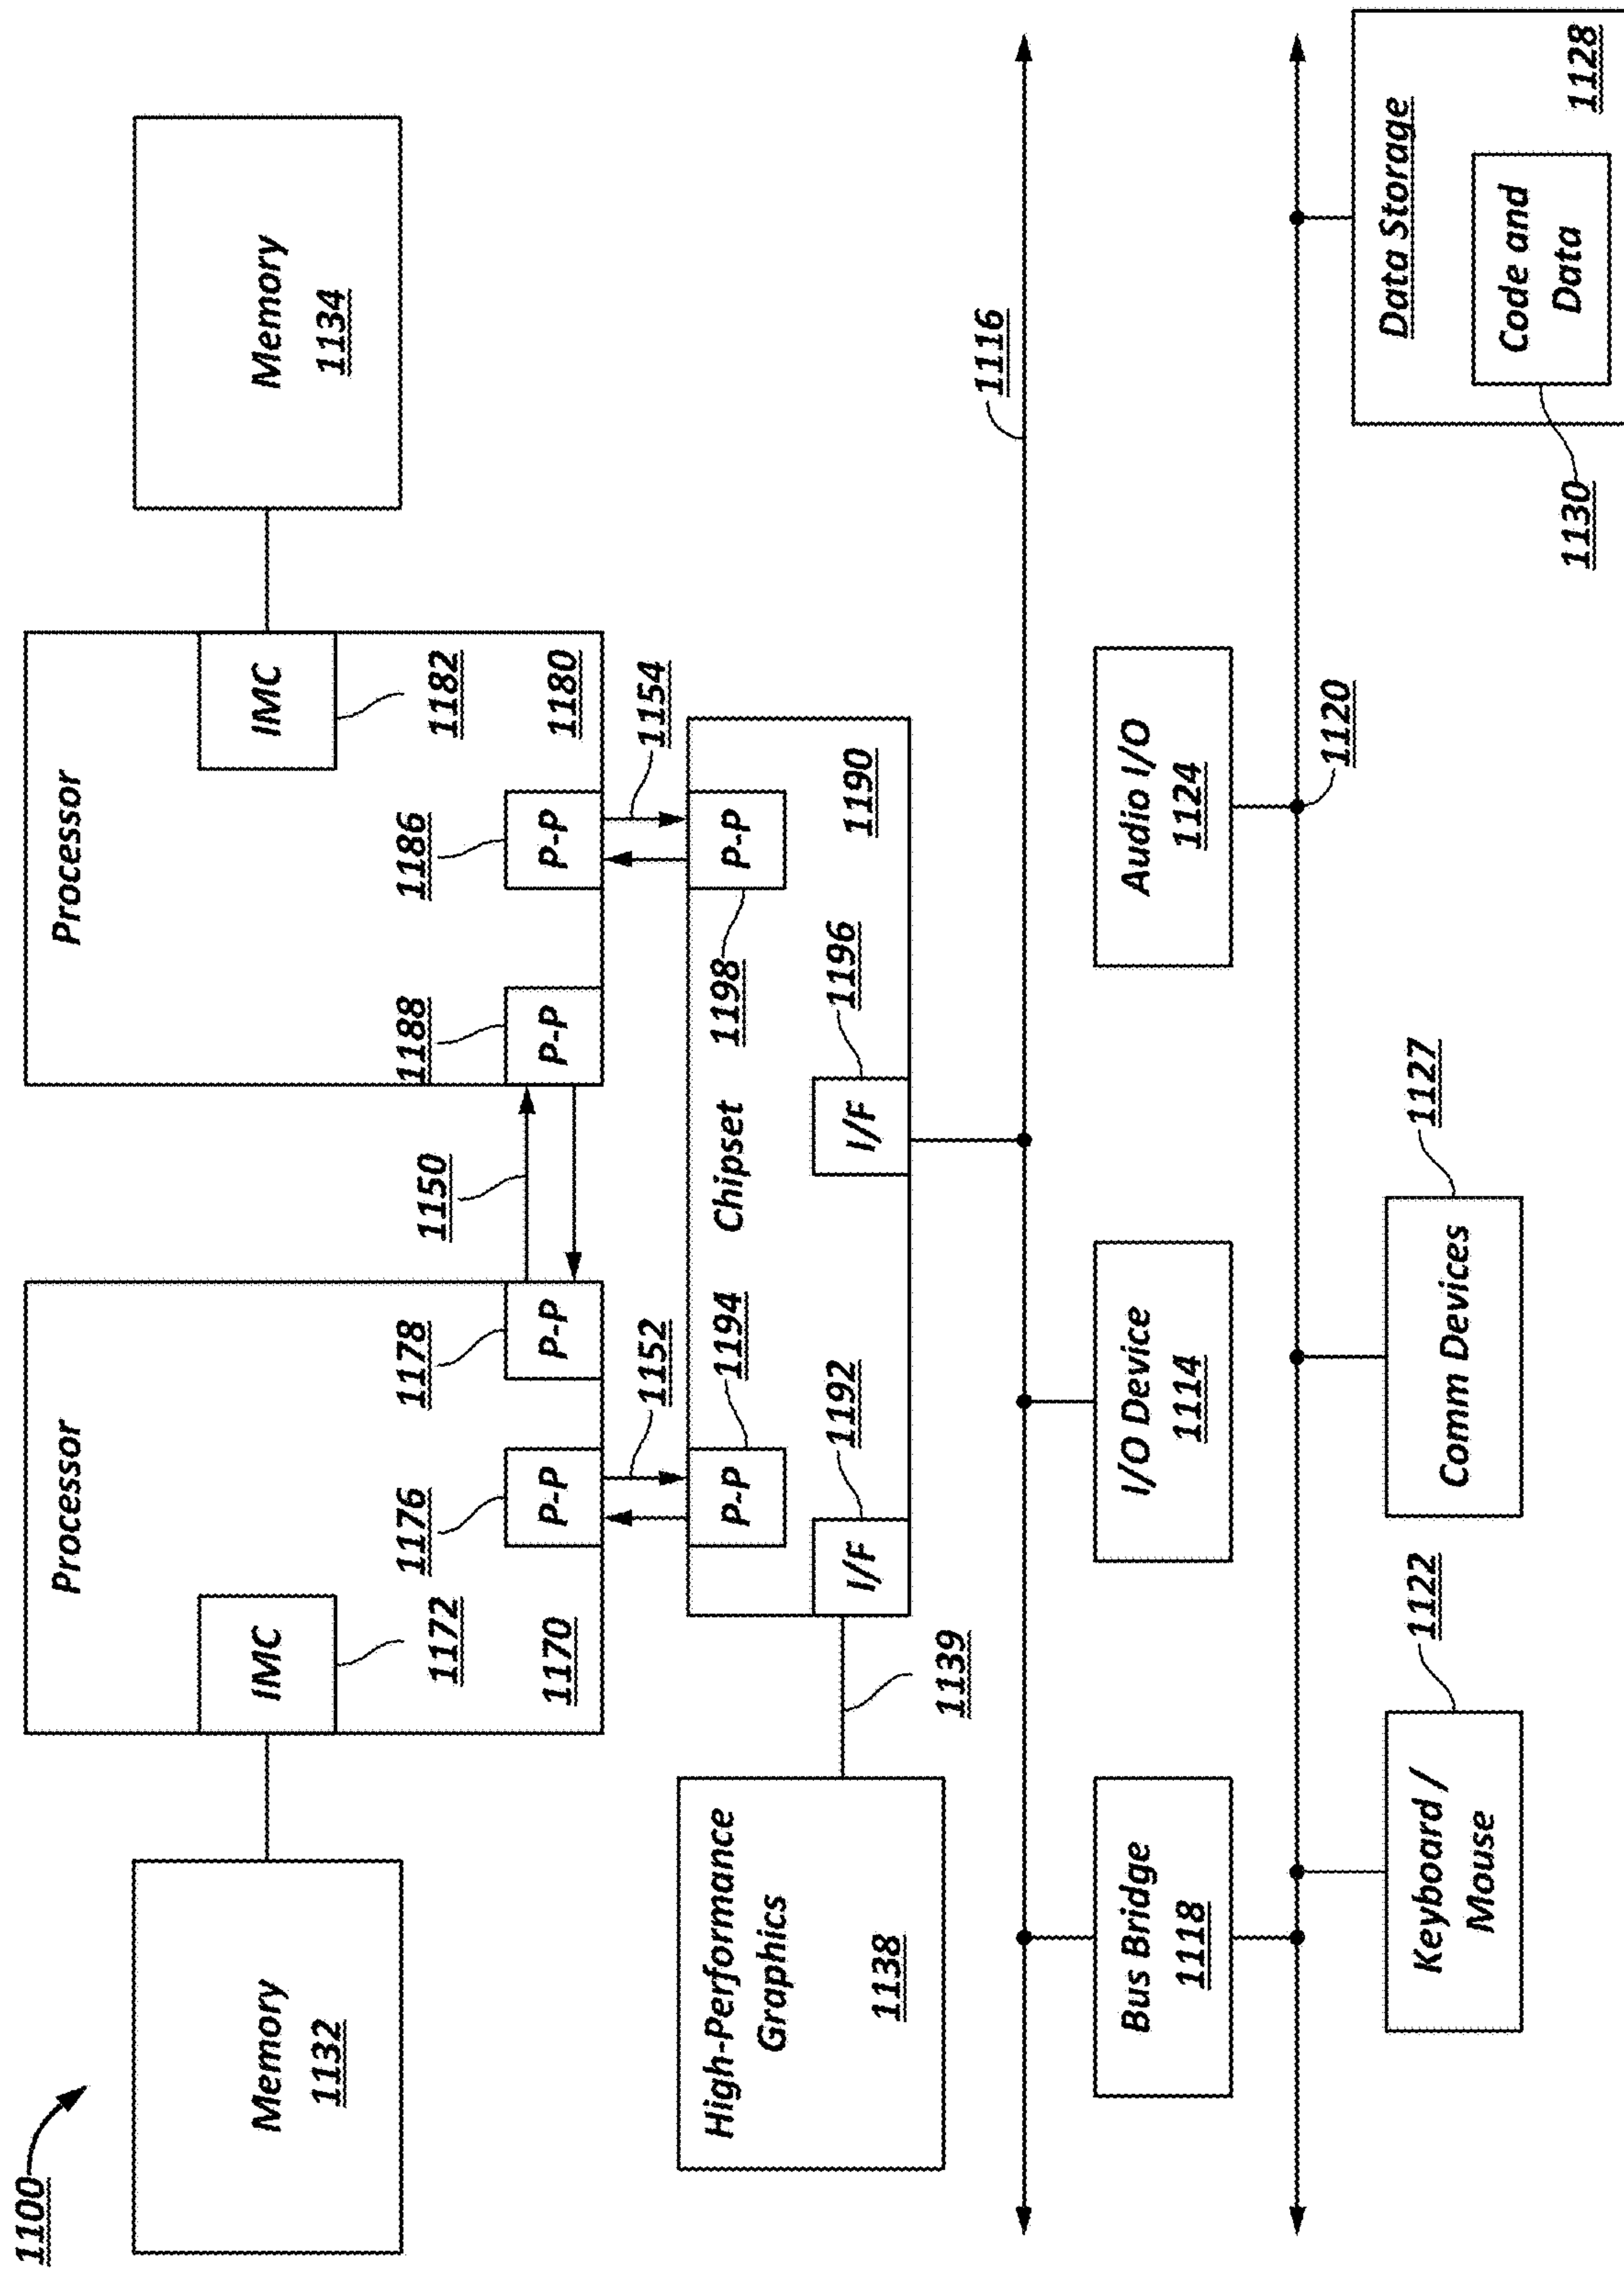 1100
Memory
1132
Processor
IMC
1172
1170
1176
P-P
1178
P-P
1150
Processor
1188
P-P
1186
P-P
IMC
1182
1180
Memory
1134
1152
1154
High-Performance
Graphics
1138
1139
P-P
1194
Chipset
1198
P-P
1190
I/F
1192
I/F
1196
1116
Bus Bridge
1118
I/O Device
1114
Audio I/O
1124
1120
Keyboard /
Mouse
1122
Comm Devices
1127
Data Storage
Code and
Data
1130
1128